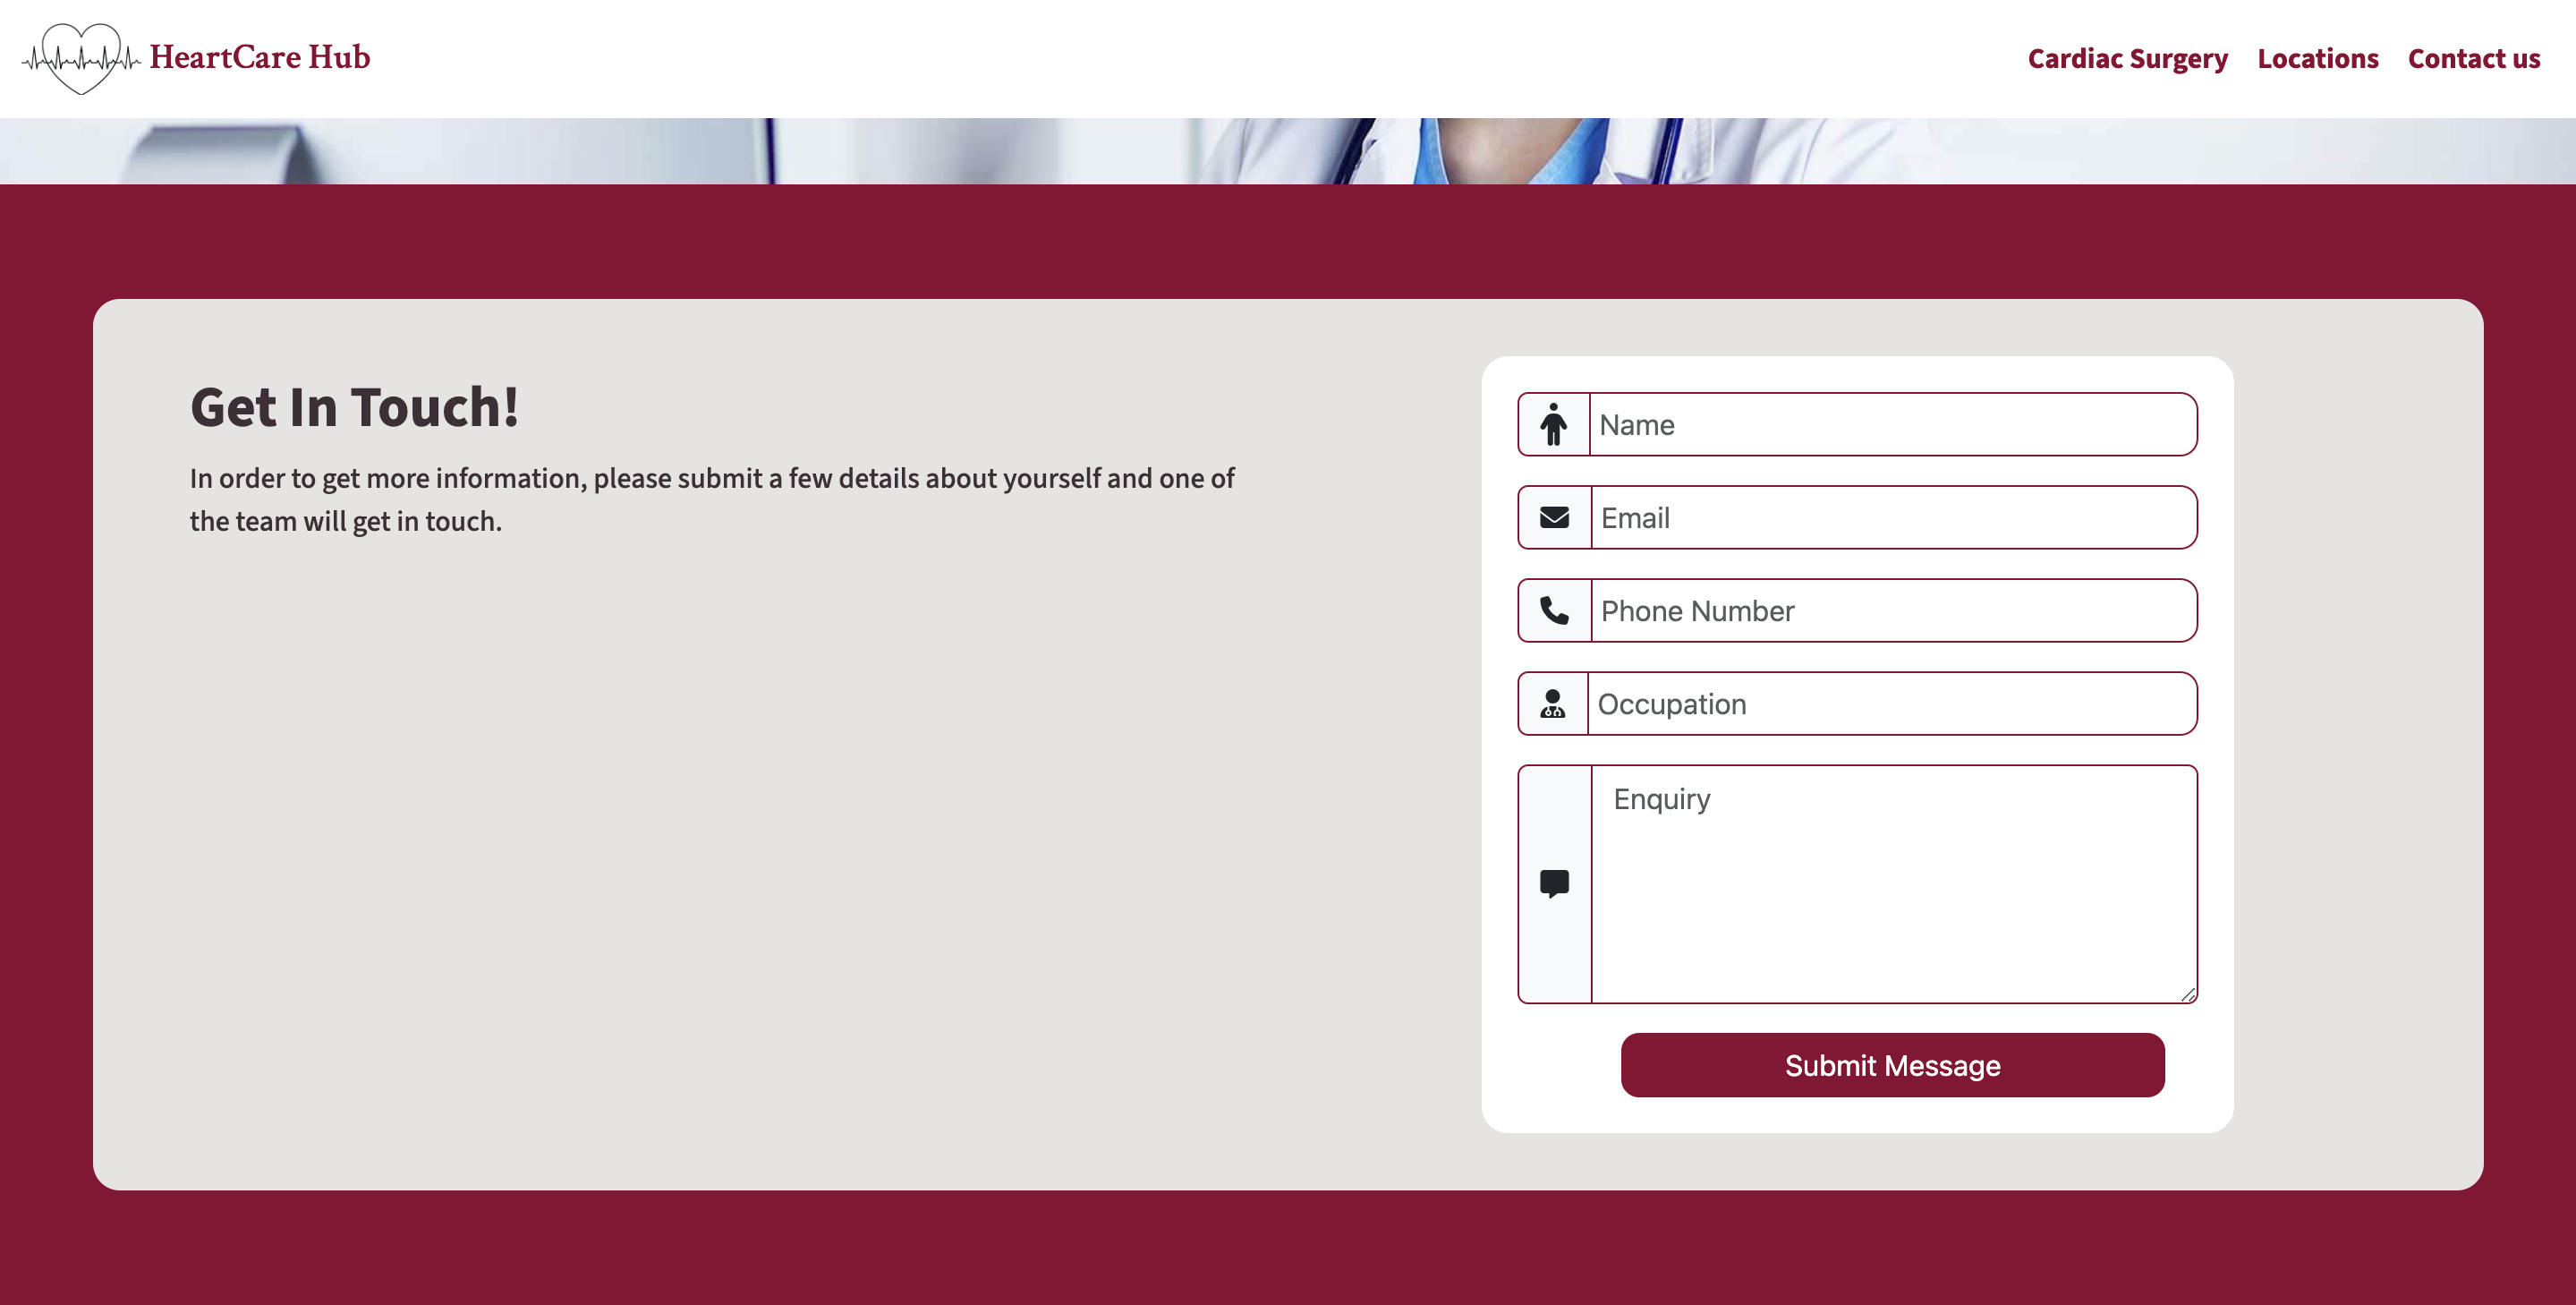 HeartCare Hub
Cardiac Surgery
Locations
Contact us
Get In Touch!
In order to get more information, please submit a few details about yourself and one of
the team will get in touch.
Name
Email
Phone Number
Occupation
Enquiry
Submit Message